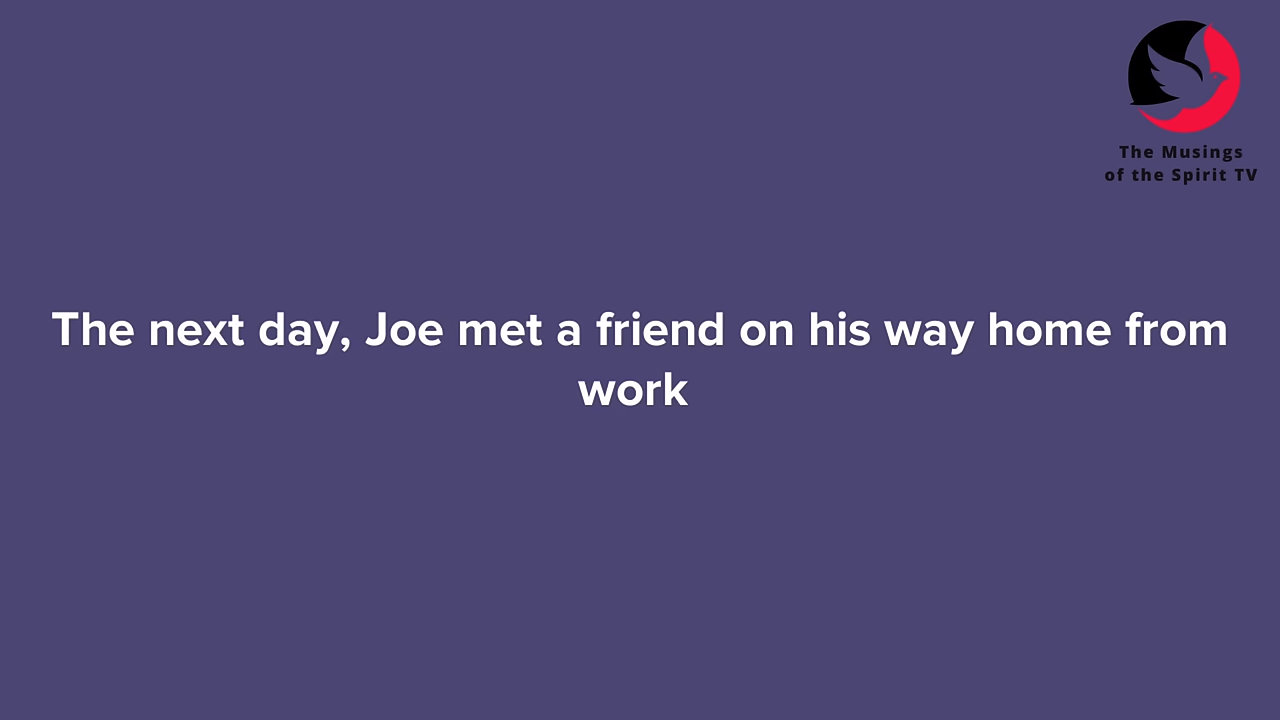 The Musings
of the Spirit TV
The next day, Joe met a friend on his way home from
work